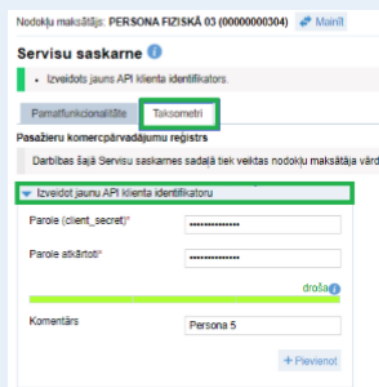 Nodokļu maksātājs: PERSONA FIZISKĀ 03 (00000000304) Mainīt
Servisu saskarne
Izveidots jauns API klienta identifikators.
Pamatfunkcionalitāte Taksometri
Pasažieru komercpārvadājumu reģistrs
Darbības šajā Servisu saskarnes sadaļā tiek veiktas nodokļu maksātāja vārd
Izveidot jaunu API klienta identifikatoru
Parole (client_secret)*
Parole atkārtoti*
droša
Komentārs Persona 5
+ Pievienot